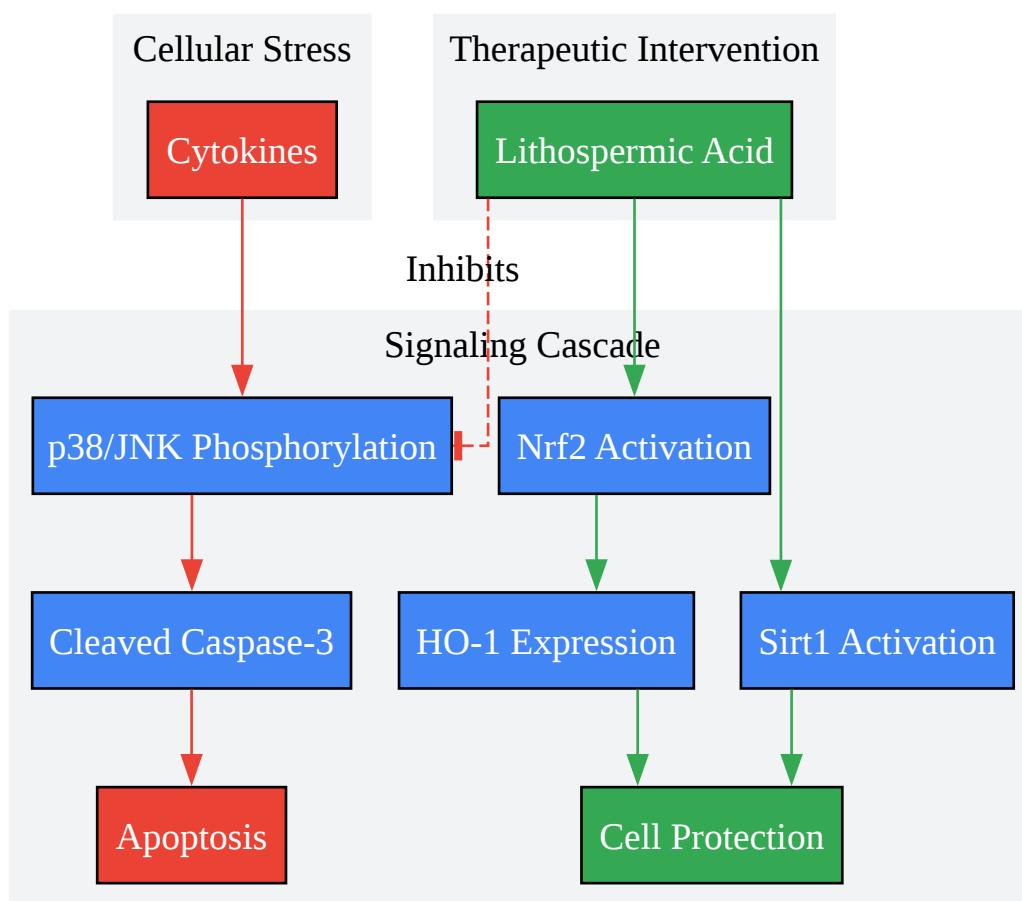 Cellular Stress
Therapeutic Intervention
Cytokines
Lithospermic Acid
Inhibits
Signaling Cascade
p38/JNK Phosphorylation
Nrf2 Activation
Cleaved Caspase-3
HO-1 Expression
Sirt1 Activation
Apoptosis
Cell Protection